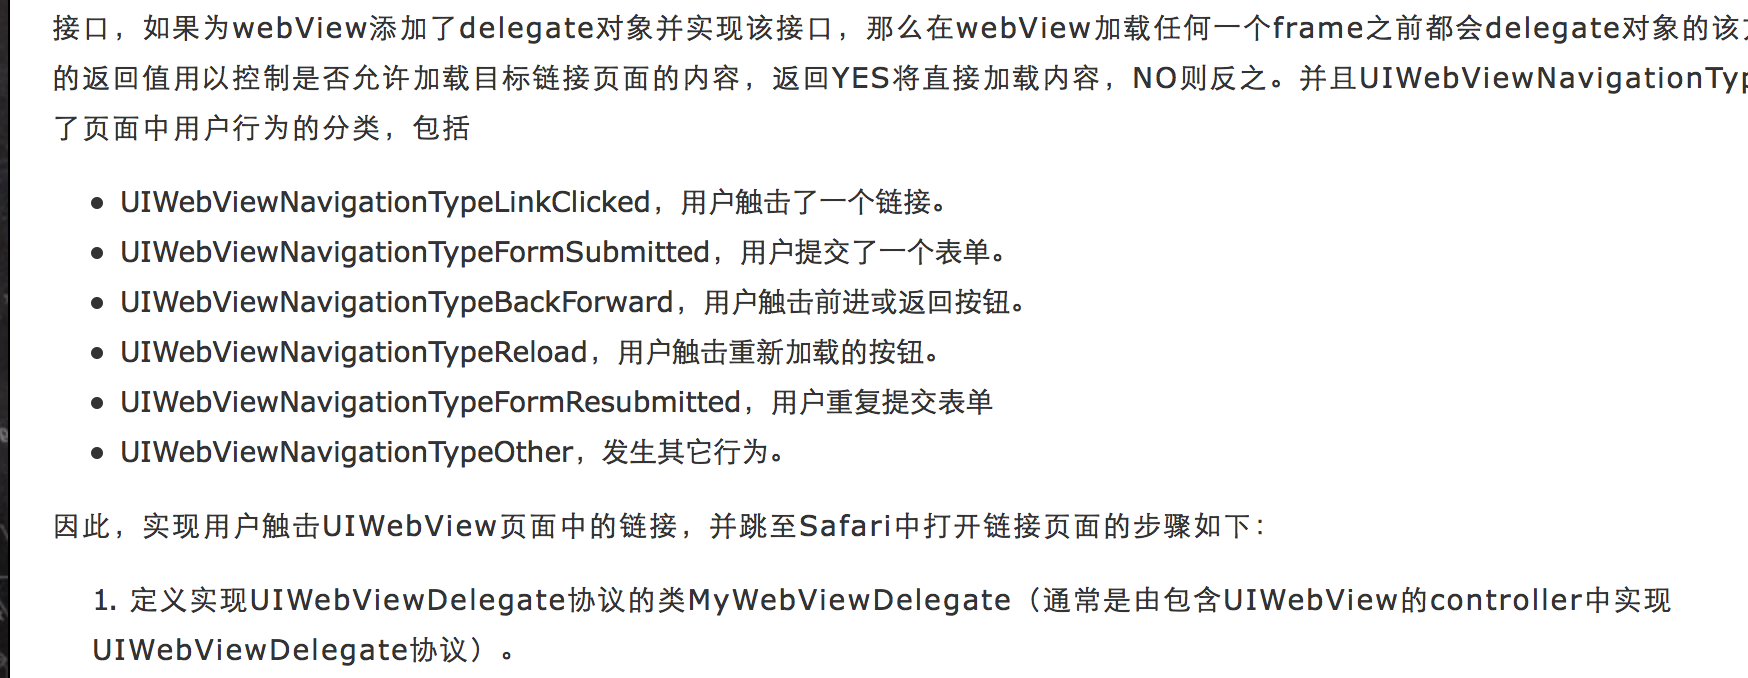 接口，如果为webView添加了delegate对象并实现该接口，那么在webView加载任何一个frame之前都会delegate对象的该
的返回值用以控制是否允许加载目标链接页面的内容，返回YES将直接加载内容，NO则反之。并且UIWebViewNavigationTyp
了页面中用户行为的分类，包括
● UIWebViewNavigationTypeLinkClicked，用户触击了一个链接。
● UIWebViewNavigationTypeFormSubmitted，用户提交了一个表单。
● UIWebViewNavigationTypeBackForward，用户触击前进或返回按钮。
● UIWebViewNavigationTypeReload，用户触击重新加载的按钮。
● UIWebViewNavigationTypeFormResubmitted，用户重复提交表单
● UIWebViewNavigationTypeOther，发生其它行为。
因此，实现用户触击UIWebView页面中的链接，并跳至Safari中打开链接页面的步骤如下：
1. 定义实现UIWebViewDelegate协议的类MyWebViewDelegate（通常是由包含UIWebView的controller中实现
UIWebViewDelegate协议）。